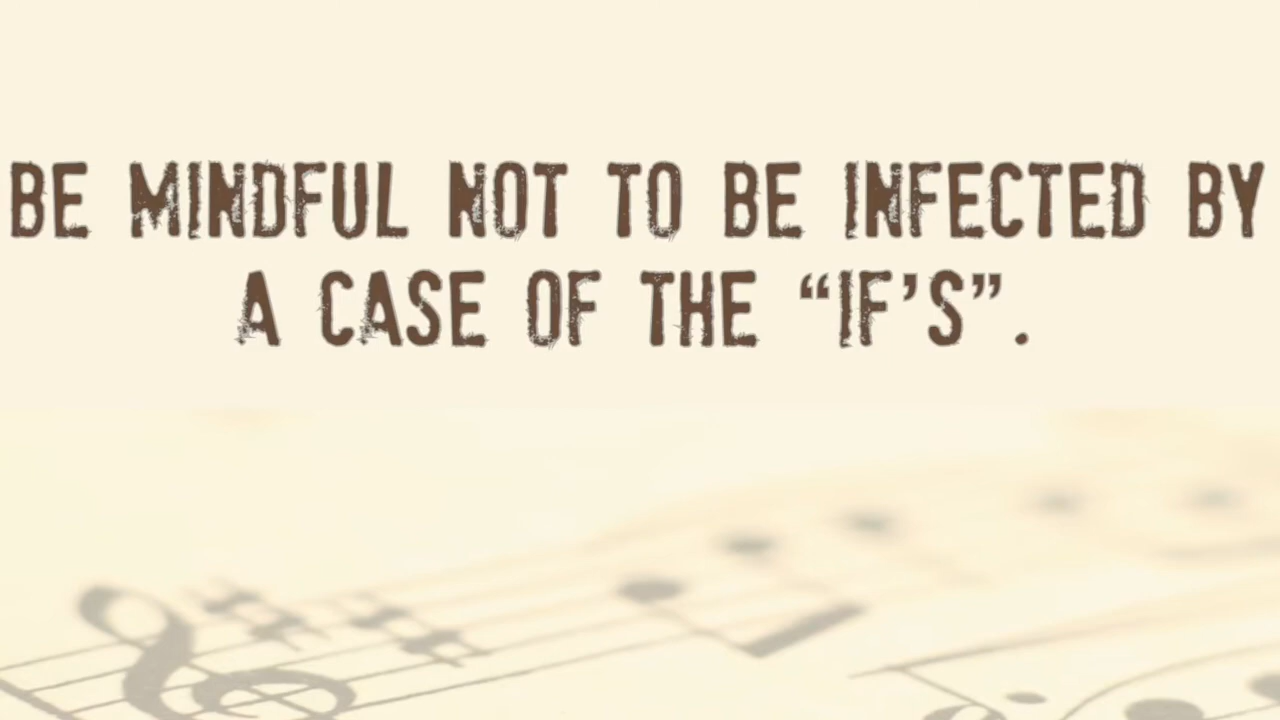 BE MINDFUL NOT TO BE INFECTED BY
A CASE OF THE “IF’S”.